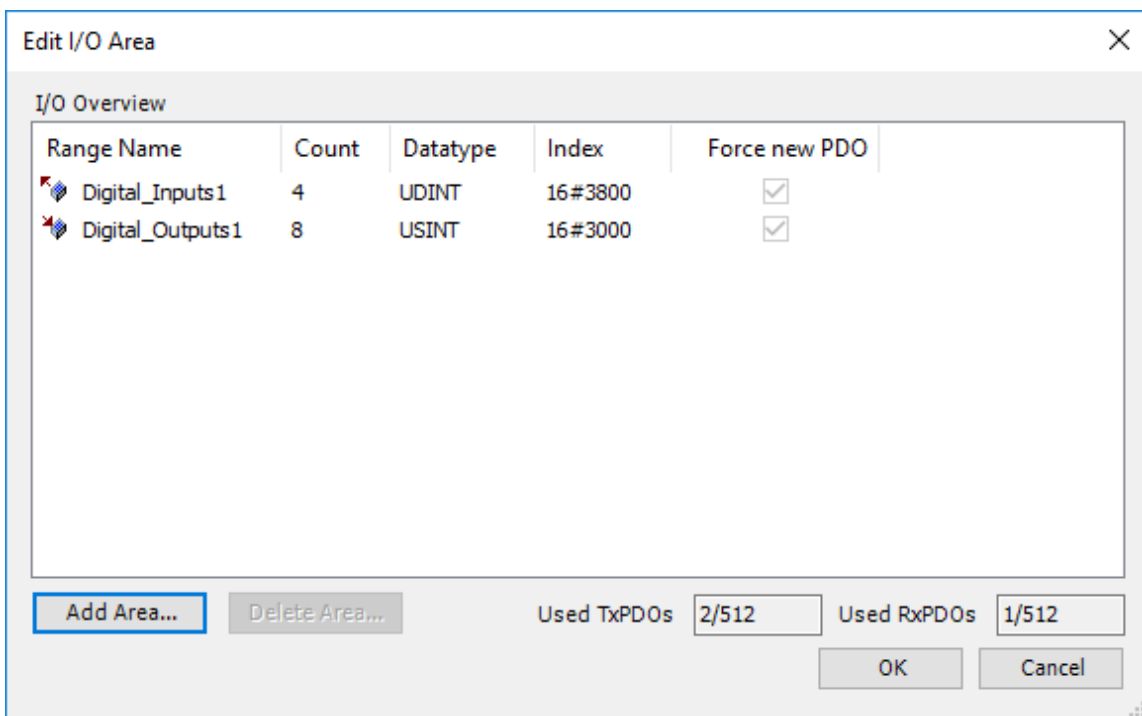 Edit I/O Area
I/O Overview
Range Name Count Datatype Index Force new PDO
Digital_Inputs1 4 UDINT 16#3800
Digital_Outputs1 8 USINT 16#3000
Add Area... Delete Area... Used TxPDOs 2/512 Used RxPDOs 1/512
OK Cancel